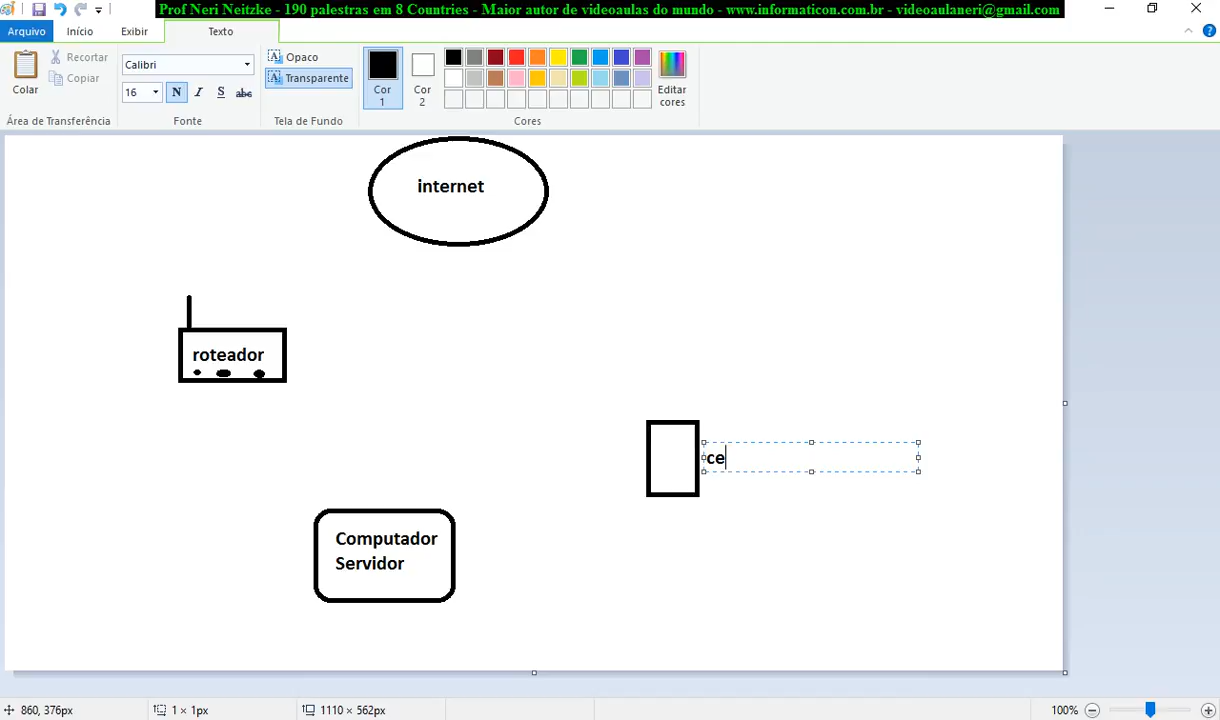 Prof Neri Neitzke - 190 palestras em 8 Countries - Maior autor de videoaulas do mundo - www.informaticon.com.br - videoaulaneri@gmail.com
Arquivo Início Exibir Texto
Colar
Recortar
Copiar
Área de Transferência
Calibri
16 N I S abc
Fonte
Opaco
Transparente
Tela de Fundo
Cor 1
Cor 2
Editar cores
Cores
internet
roteador
ce
Computador
Servidor
860, 376px 1 × 1px 1110 × 562px 100%